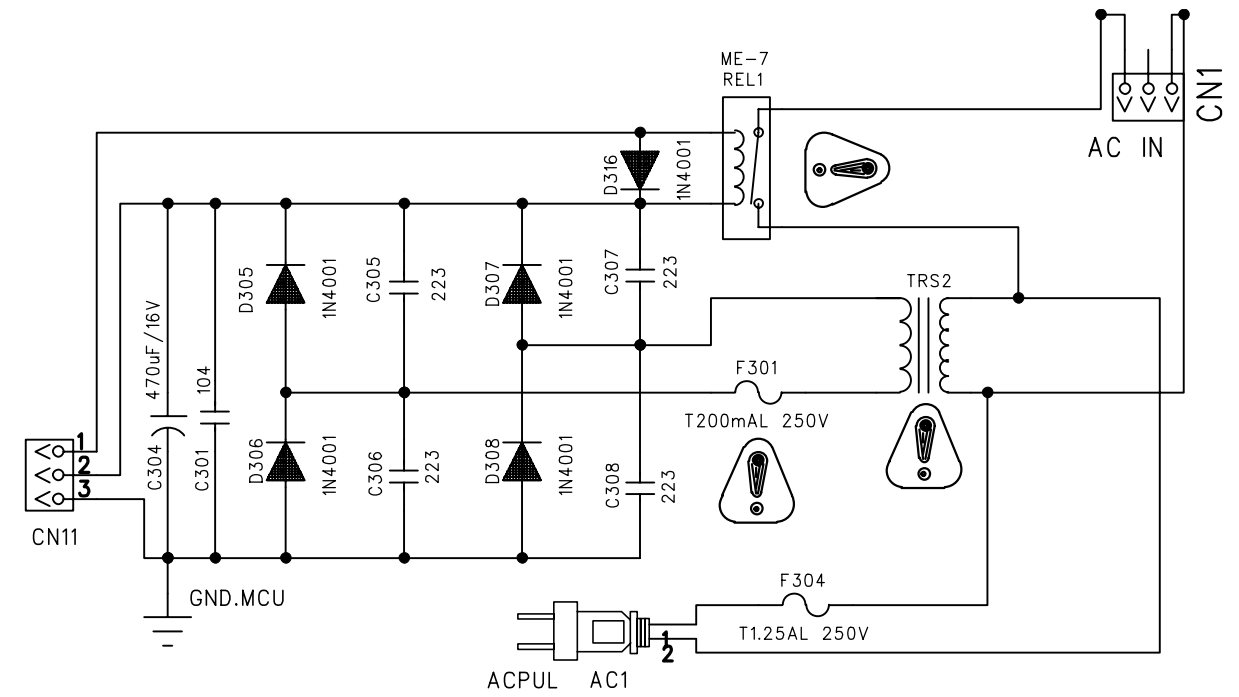 ME-7
REL1
CN1
AC IN
D316
1N4001
D305
1N4001
C305
223
D307
1N4001
C307
223
TRS2
470uF/16V
104
F301
T200mAL 250V
1
2
3
C304
C301
D306
1N4001
C306
223
D308
1N4001
C308
223
CN11
GND.MCU
F304
T1.25AL 250V
1
2
ACPUL AC1